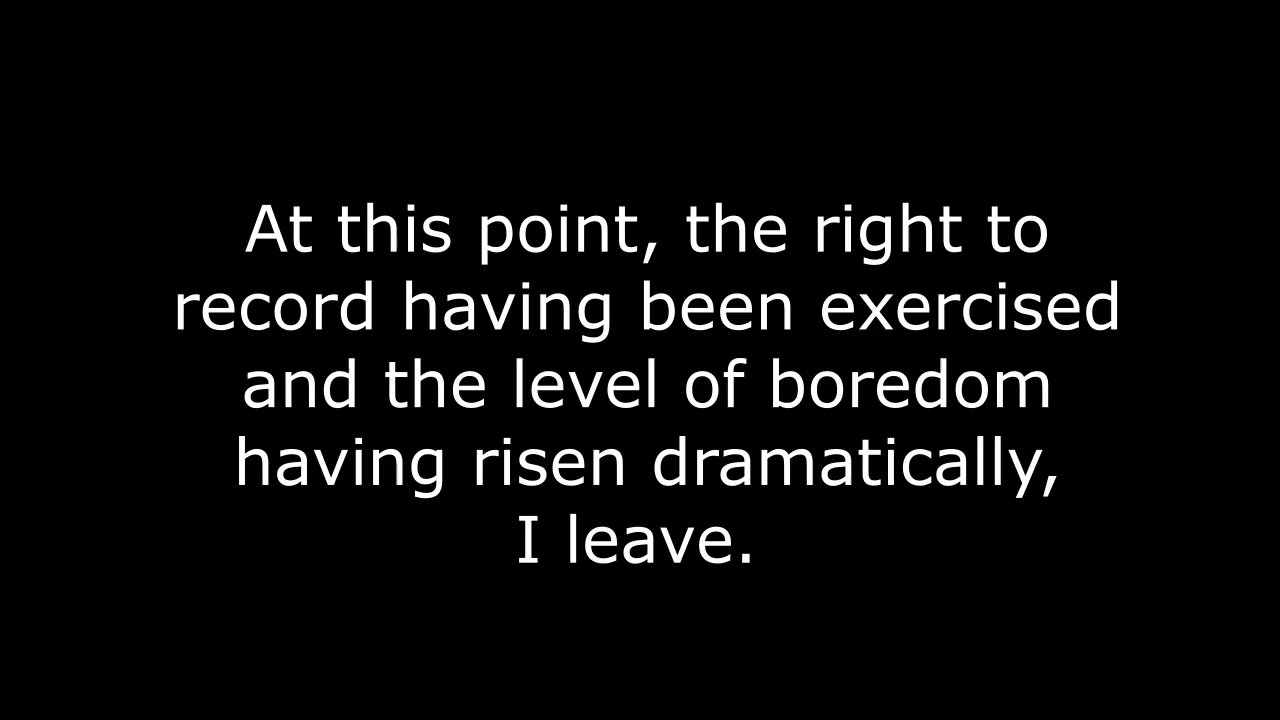 At this point, the right to
record having been exercised
and the level of boredom
having risen dramatically,
I leave.